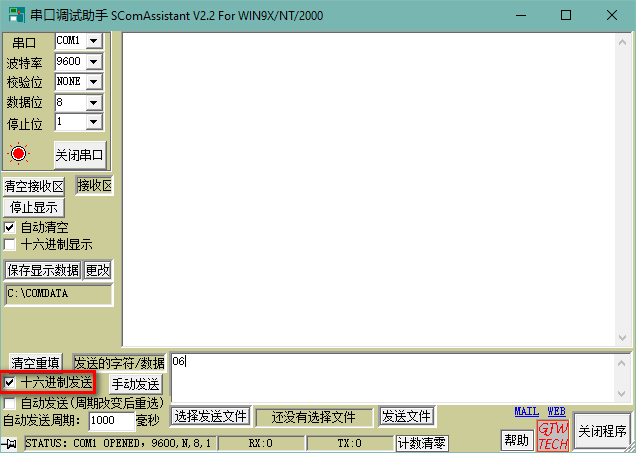 串口调试助手 SComAssistant V2.2 For WIN9X/NT/2000
串口 COM1
波特率 9600
校验位 NONE
数据位 8
停止位 1
关闭串口
清空接收区 接收区
停止显示
自动清空
十六进制显示
保存显示数据 更改
C:\COMDATA
清空重填 发送的字符/数据 06
十六进制发送 手动发送
自动发送(周期改变后重选)
自动发送周期: 1000 毫秒 选择发送文件 还没有选择文件 发送文件
MAIL WEB
STATUS: COM1 OPENED, 9600,N,8,1 RX:0 TX:0 计数清零 帮助 GJW TECH 关闭程序